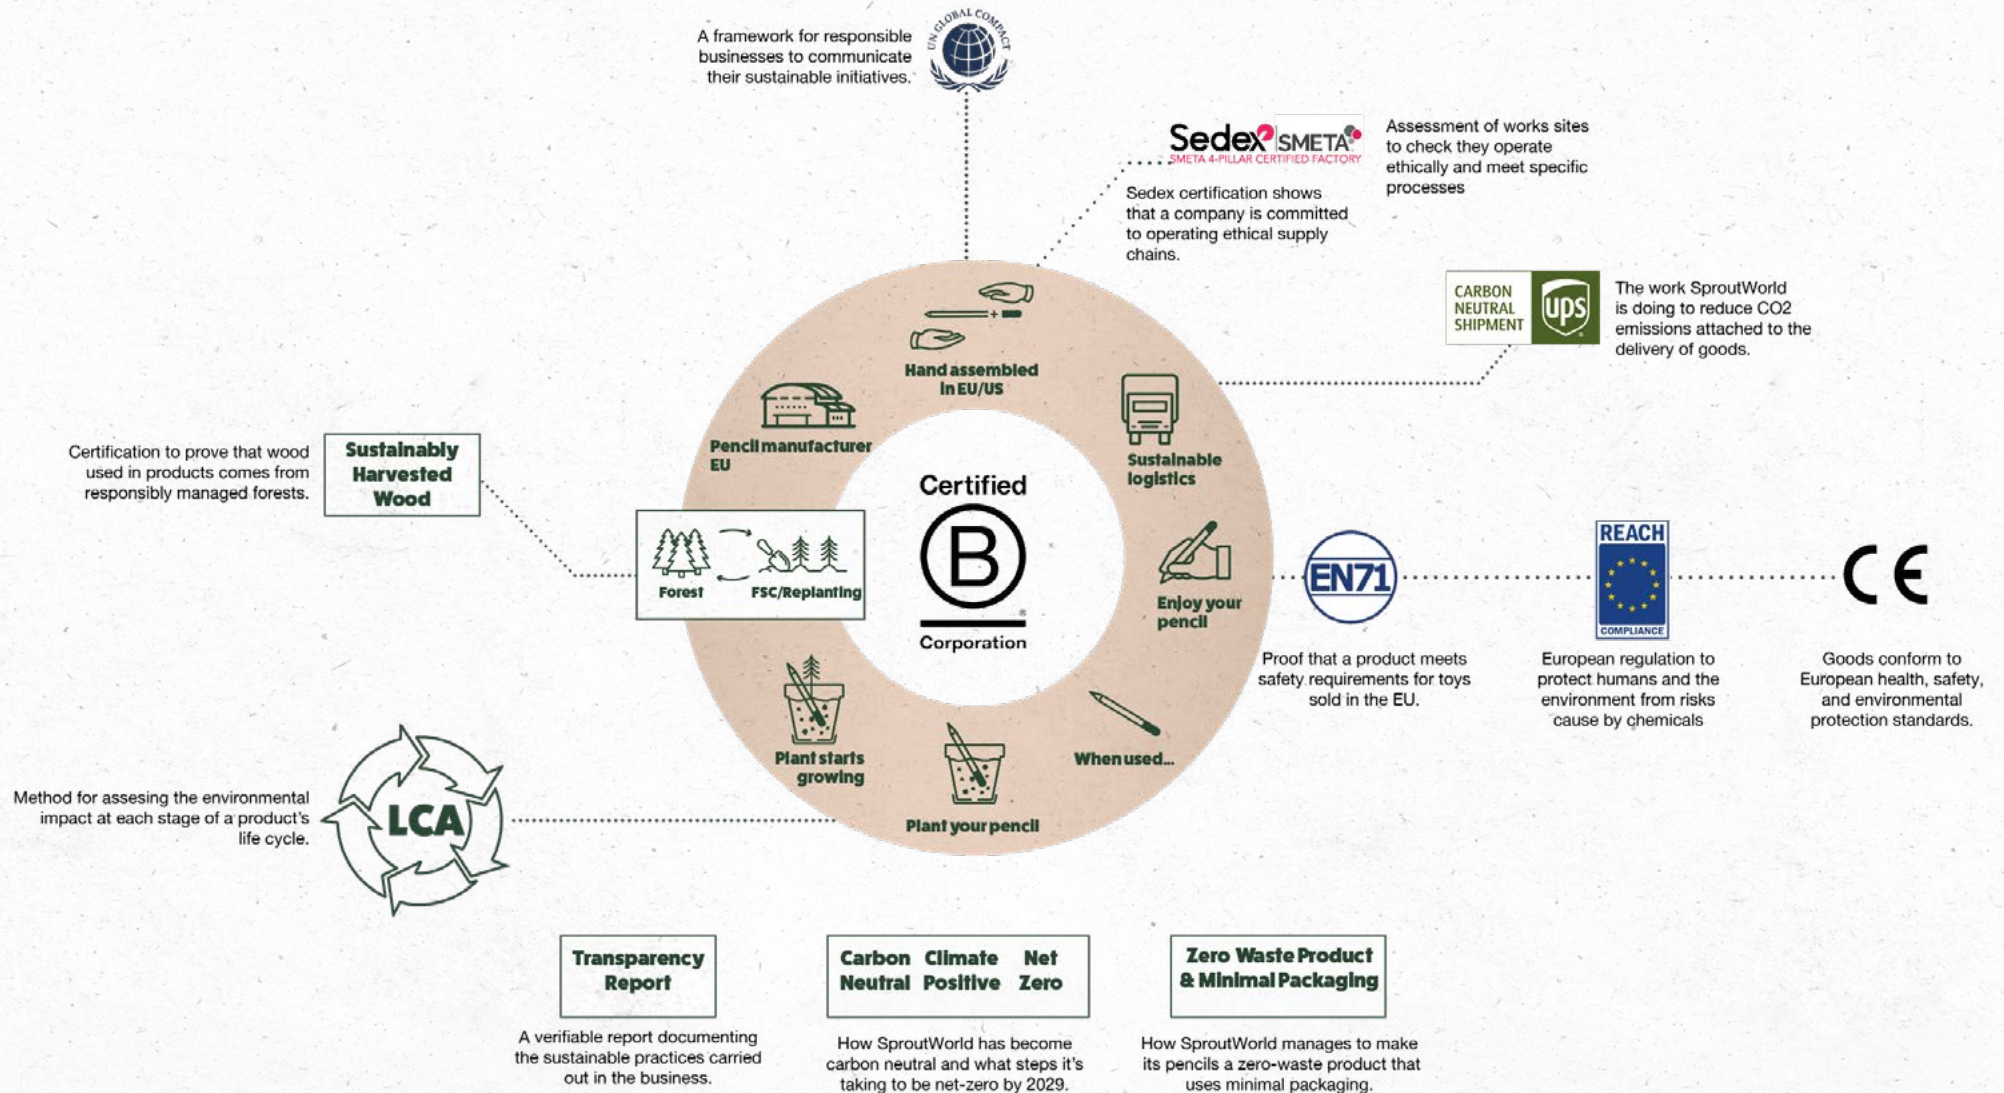 A framework for responsible
businesses to communicate
their sustainable initiatives.
UN GLOBAL COMPACT
Sedex SMETA
SMETA 4-PILLAR CERTIFIED FACTORY
Assessment of works sites
to check they operate
ethically and meet specific
processes
Sedex certification shows
that a company is committed
to operating ethical supply
chains.
CARBON
NEUTRAL
SHIPMENT
ups
The work SproutWorld
is doing to reduce CO2
emissions attached to the
delivery of goods.
Hand assembled
in EU/US
Pencil manufacturer
EU
Sustainable
logistics
Certification to prove that wood
used in products comes from
responsibly managed forests.
Sustainably
Harvested
Wood
Forest
FSC/Replanting
Certified
B
®
Corporation
Enjoy your
pencil
EN71
REACH
COMPLIANCE
CE
Proof that a product meets
safety requirements for toys
sold in the EU.
European regulation to
protect humans and the
environment from risks
cause by chemicals
Goods conform to
European health, safety,
and environmental
protection standards.
When used...
Plant your pencil
Plant starts
growing
Method for assesing the environmental
impact at each stage of a product's
life cycle.
LCA
Transparency
Report
A verifiable report documenting
the sustainable practices carried
out in the business.
Carbon Climate Net
Neutral Positive Zero
How SproutWorld has become
carbon neutral and what steps it's
taking to be net-zero by 2029.
Zero Waste Product
& Minimal Packaging
How SproutWorld manages to make
its pencils a zero-waste product that
uses minimal packaging.